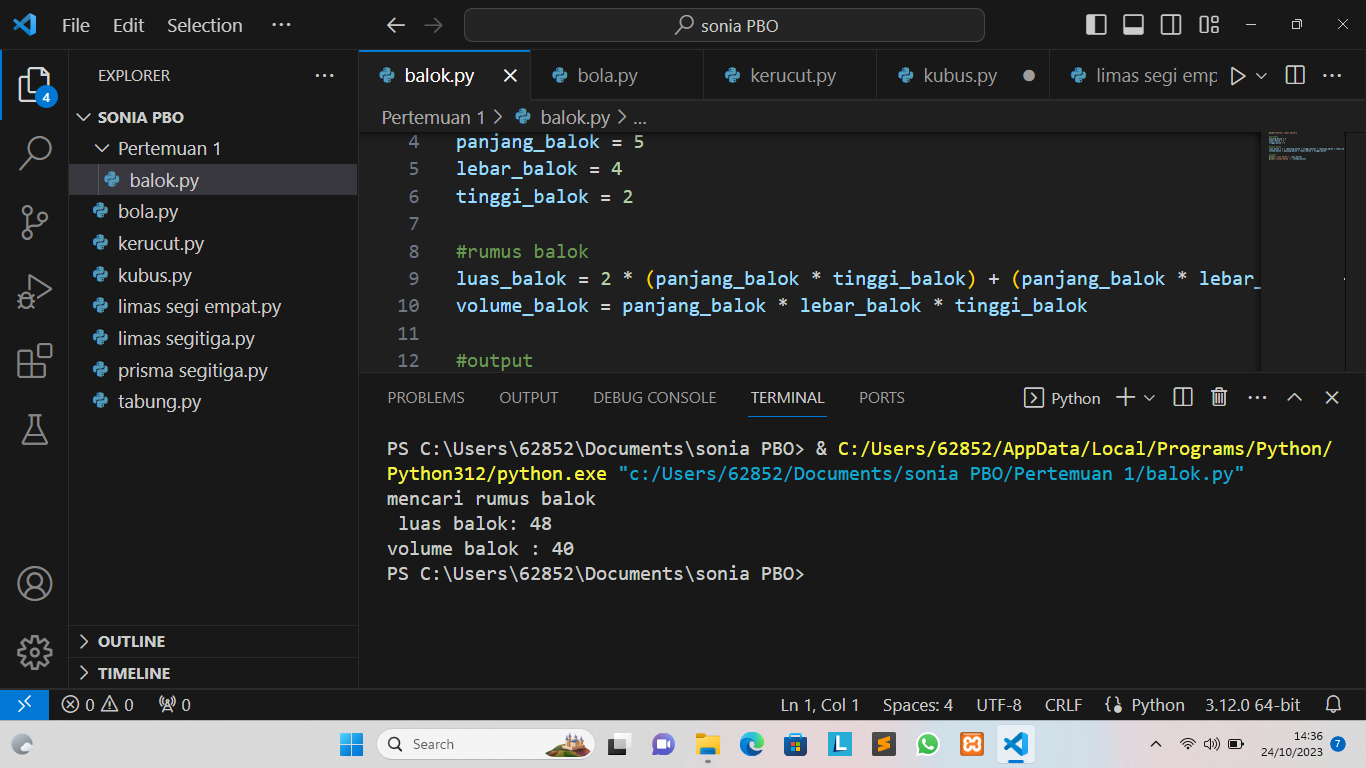 File Edit Selection ···
sonia PBO
EXPLORER ···
4
SONIA PBO
Pertemuan 1
balok.py
bola.py
kerucut.py
kubus.py
limas segi empat.py
limas segitiga.py
prisma segitiga.py
tabung.py
OUTLINE
TIMELINE
balok.py bola.py kerucut.py kubus.py limas segi emp ···
Pertemuan 1 > balok.py > ...
4 panjang_balok = 5
5 lebar_balok = 4
6 tinggi_balok = 2
7
8 #rumus balok
9 luas_balok = 2 * (panjang_balok * tinggi_balok) + (panjang_balok * lebar_
10 volume_balok = panjang_balok * lebar_balok * tinggi_balok
11
12 #output
PROBLEMS OUTPUT DEBUG CONSOLE TERMINAL PORTS Python ···
PS C:\Users\62852\Documents\sonia PBO> & C:/Users/62852/AppData/Local/Programs/Python/
Python312/python.exe "c:/Users/62852/Documents/sonia PBO/Pertemuan 1/balok.py"
mencari rumus balok
 luas balok: 48
volume balok : 40
PS C:\Users\62852\Documents\sonia PBO>
0 0 0 Ln 1, Col 1 Spaces: 4 UTF-8 CRLF Python 3.12.0 64-bit
Search
L
S
14:36
24/10/2023
7